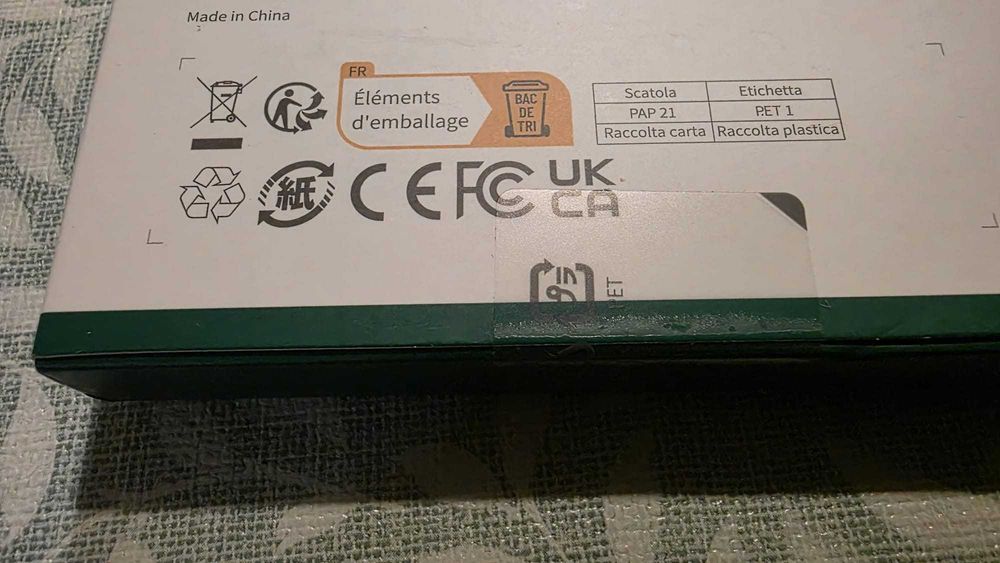 Made in China
FR
Éléments
d'emballage
BAC
DE
TRI
Scatola Etichetta
PAP 21 PET 1
Raccolta carta Raccolta plastica
紙
CE FC UK
CA
PET